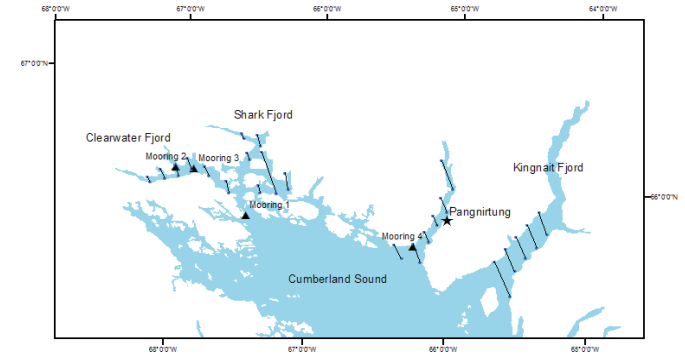 68°0'0"W 67°0'0"W 66°0'0"W 65°0'0"W 64°0'0"W
67°0'0"N
Shark Fjord
Clearwater Fjord
Mooring 2 Mooring 3
Kingnait Fjord
66°0'0"N
Mooring 1
Pangnirtung
Mooring 4
Cumberland Sound
68°0'0"W 67°0'0"W 66°0'0"W 65°0'0"W